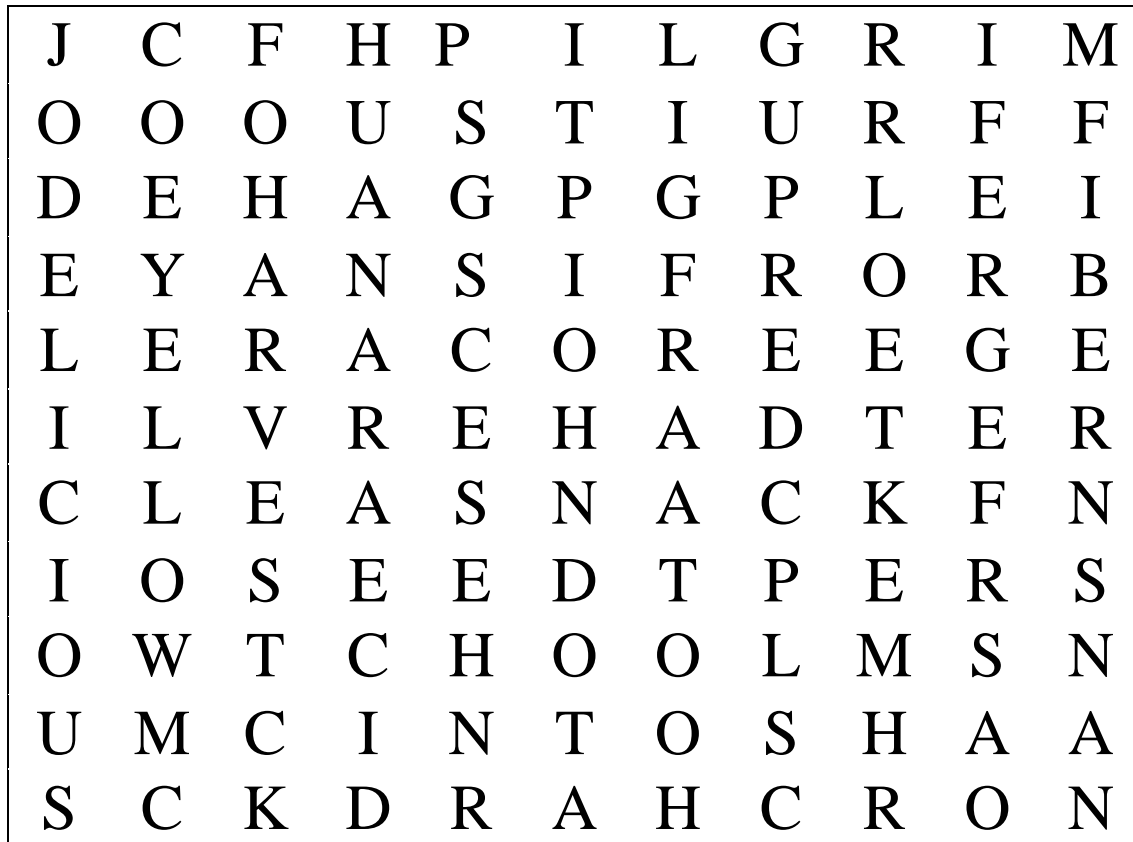 J C F H P I L G R I M
O O O U S T I U R F F
D E H A G P G P L E I
E Y A N S I F R O R B
L E R A C O R E E G E
I L V R E H A D T E R
C L E A S N A C K F N
I O S E E D T P E R S
O W T C H O O L M S N
U M C I N T O S H A A
S C K D R A H C R O N